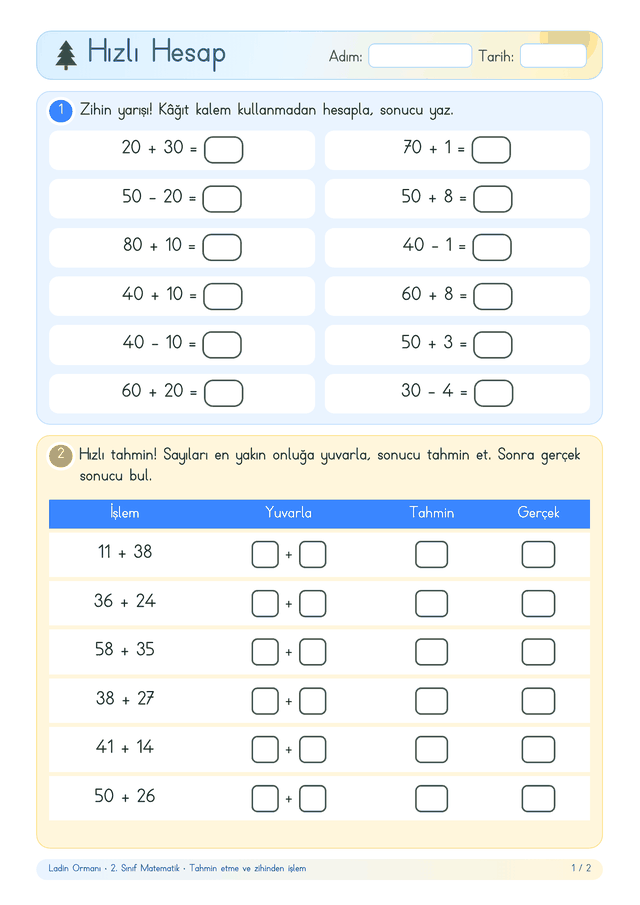 Hızlı Hesap
Adım: Tarih:
1 Zihin yarışı! Kâğıt kalem kullanmadan hesapla, sonucu yaz.
20 + 30 = 70 + 1 =
50 - 20 = 50 + 8 =
80 + 10 = 40 - 1 =
40 + 10 = 60 + 8 =
40 - 10 = 50 + 3 =
60 + 20 = 30 - 4 =
2 Hızlı tahmin! Sayıları en yakın onluğa yuvarla, sonucu tahmin et. Sonra gerçek
sonucu bul.
İşlem Yuvarla Tahmin Gerçek
11 + 38 +
36 + 24 +
58 + 35 +
38 + 27 +
41 + 14 +
50 + 26 +
Ladin Ormanı · 2. Sınıf Matematik · Tahmin etme ve zihinden işlem 1 / 2